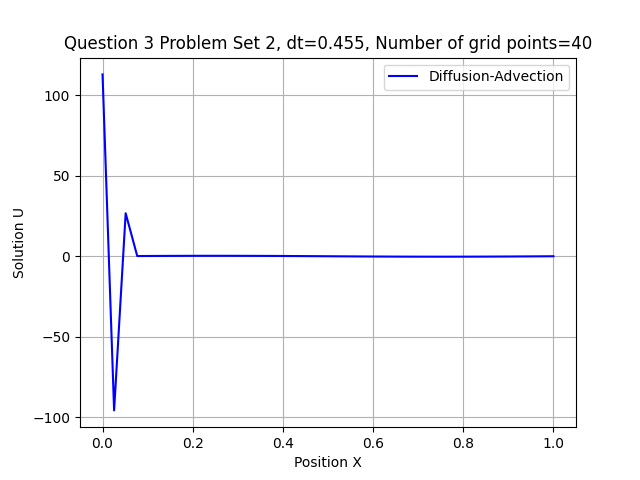 Question 3 Problem Set 2, dt=0.455, Number of grid points=40
Diffusion-Advection
100
50
0
−50
−100
Solution U
0.0 0.2 0.4 0.6 0.8 1.0
Position X